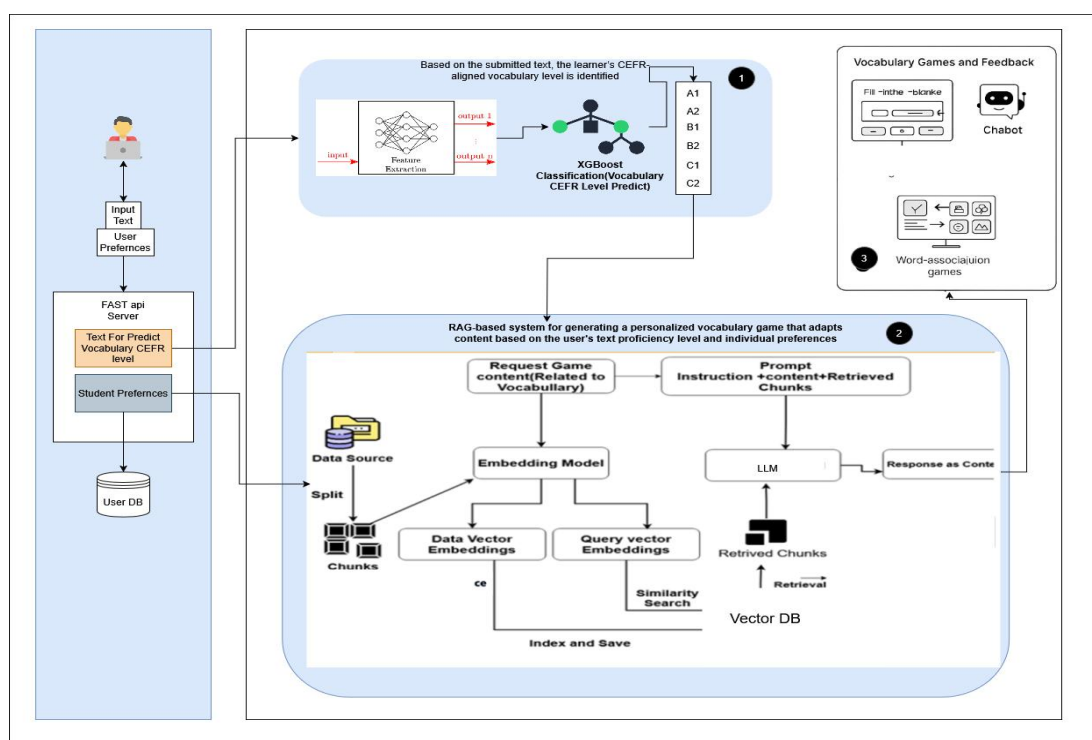 Input
Text
User
Prefernces
FAST api
Server
Text For Predict
Vocabulary CEFR
level
Student Prefernces
User DB
Based on the submitted text, the learner's CEFR-
aligned vocabulary level is identified
1
input
Feature
Extraction
output 1
output n
XGBoost
Classification(Vocabulary
CEFR Level Predict)
A1
A2
B1
B2
C1
C2
Vocabulary Games and Feedback
Fill -inthe -blanke
Chabot
3
Word-associaįuion
games
RAG-based system for generating a personalized vocabulary game that adapts
content based on the user's text proficiency level and individual preferences
2
Request Game
content(Related to
Vocabullary)
Prompt
Instruction +content+Retrieved
Chunks
Data Source
Split
Chunks
Embedding Model
Data Vector
Embeddings
Query vector
Embeddings
ce
Similarity
Search
Index and Save
LLM
Response as Conte
Retrived Chunks
Retrieval
Vector DB